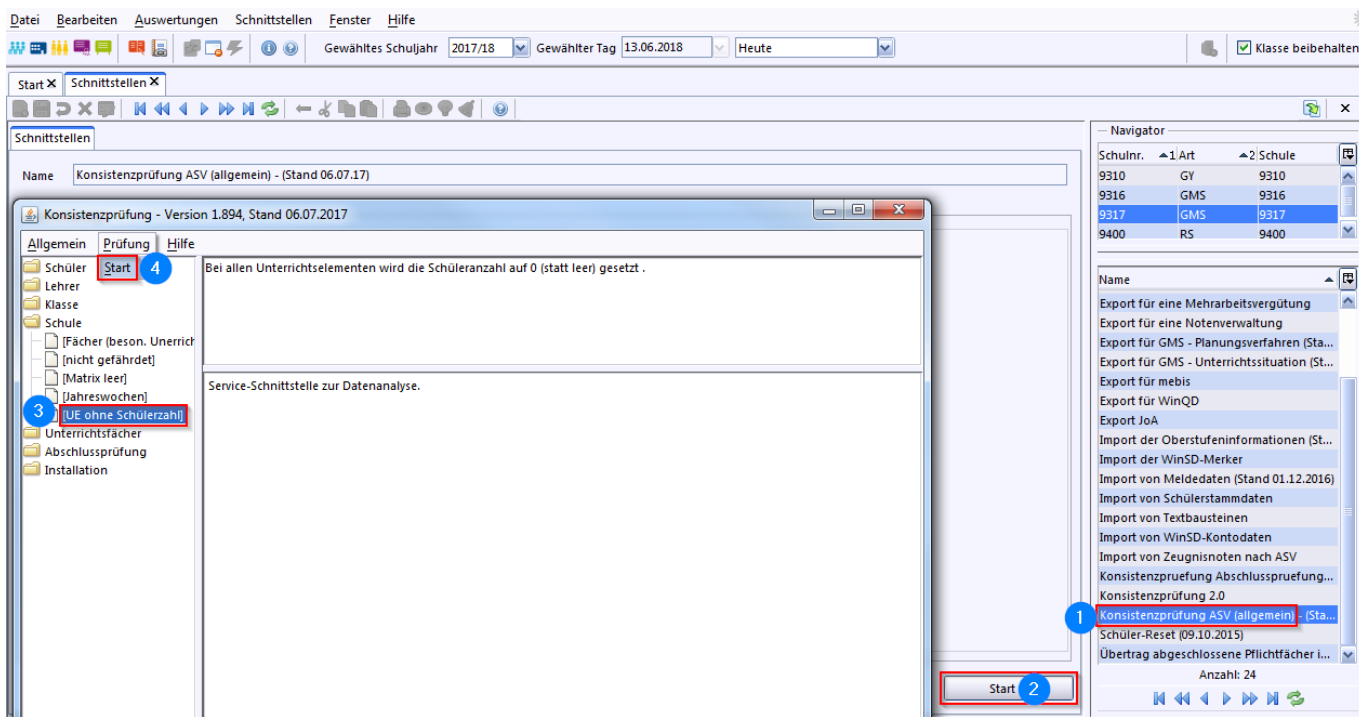 Datei Bearbeiten Auswertungen Schnittstellen Fenster Hilfe
Gewähltes Schuljahr 2017/18 Gewählter Tag 13.06.2018 Heute Klasse beibehalten
Start Schnittstellen
Schnittstellen
Name Konsistenzprüfung ASV (allgemein) - (Stand 06.07.17)
Konsistenzprüfung - Version 1.894, Stand 06.07.2017
Allgemein Prüfung Hilfe
Start 4
Schüler
Lehrer
Klasse
Schule
[Fächer (beson. Unerrich
[nicht gefährdet]
[Matrix leer]
[Jahreswochen]
3 [UE ohne Schülerzahl]
Unterrichtsfächer
Abschlussprüfung
Installation
Bei allen Unterrichtselementen wird die Schüleranzahl auf 0 (statt leer) gesetzt .
Service-Schnittstelle zur Datenanalyse.
Start 2
Navigator
Schulnr. 1 Art 2 Schule
9310 GY 9310
9316 GMS 9316
9317 GMS 9317
9400 RS 9400
Name
Export für eine Mehrarbeitsvergütung
Export für eine Notenverwaltung
Export für GMS - Planungsverfahren (Sta...
Export für GMS - Unterrichtssituation (St...
Export für mebis
Export für WinQD
Export JoA
Import der Oberstufeninformationen (St...
Import der WinSD-Merker
Import von Meldedaten (Stand 01.12.2016)
Import von Schülerstammdaten
Import von Textbausteinen
Import von WinSD-Kontodaten
Import von Zeugnisnoten nach ASV
Konsistenzpruefung Abschlusspruefung...
Konsistenzprüfung 2.0
1 Konsistenzprüfung ASV (allgemein) - (Sta...
Schüler-Reset (09.10.2015)
Übertrag abgeschlossene Pflichtfächer i...
Anzahl: 24